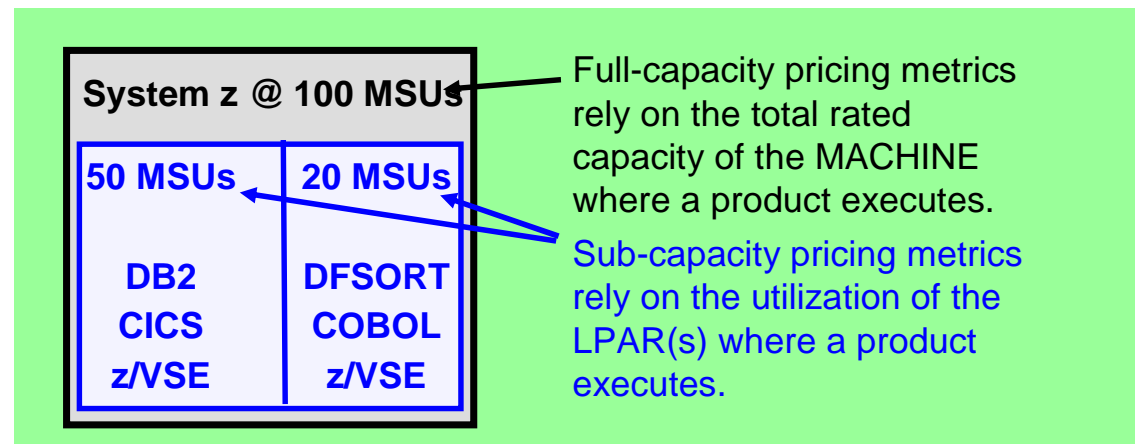 System z @ 100 MSUs
50 MSUs
DB2
CICS
z/VSE
20 MSUs
DFSORT
COBOL
z/VSE
Full-capacity pricing metrics
rely on the total rated
capacity of the MACHINE
where a product executes.
Sub-capacity pricing metrics
rely on the utilization of the
LPAR(s) where a product
executes.